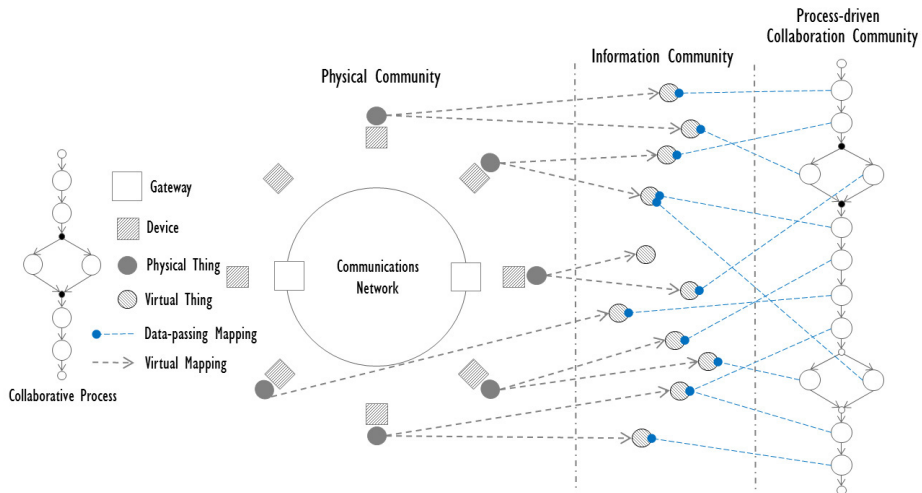 Process-driven
Collaboration Community
Information Community
Physical Community
Gateway
Device
Physical Thing
Virtual Thing
Data-passing Mapping
Virtual Mapping
Collaborative Process
Communications
Network